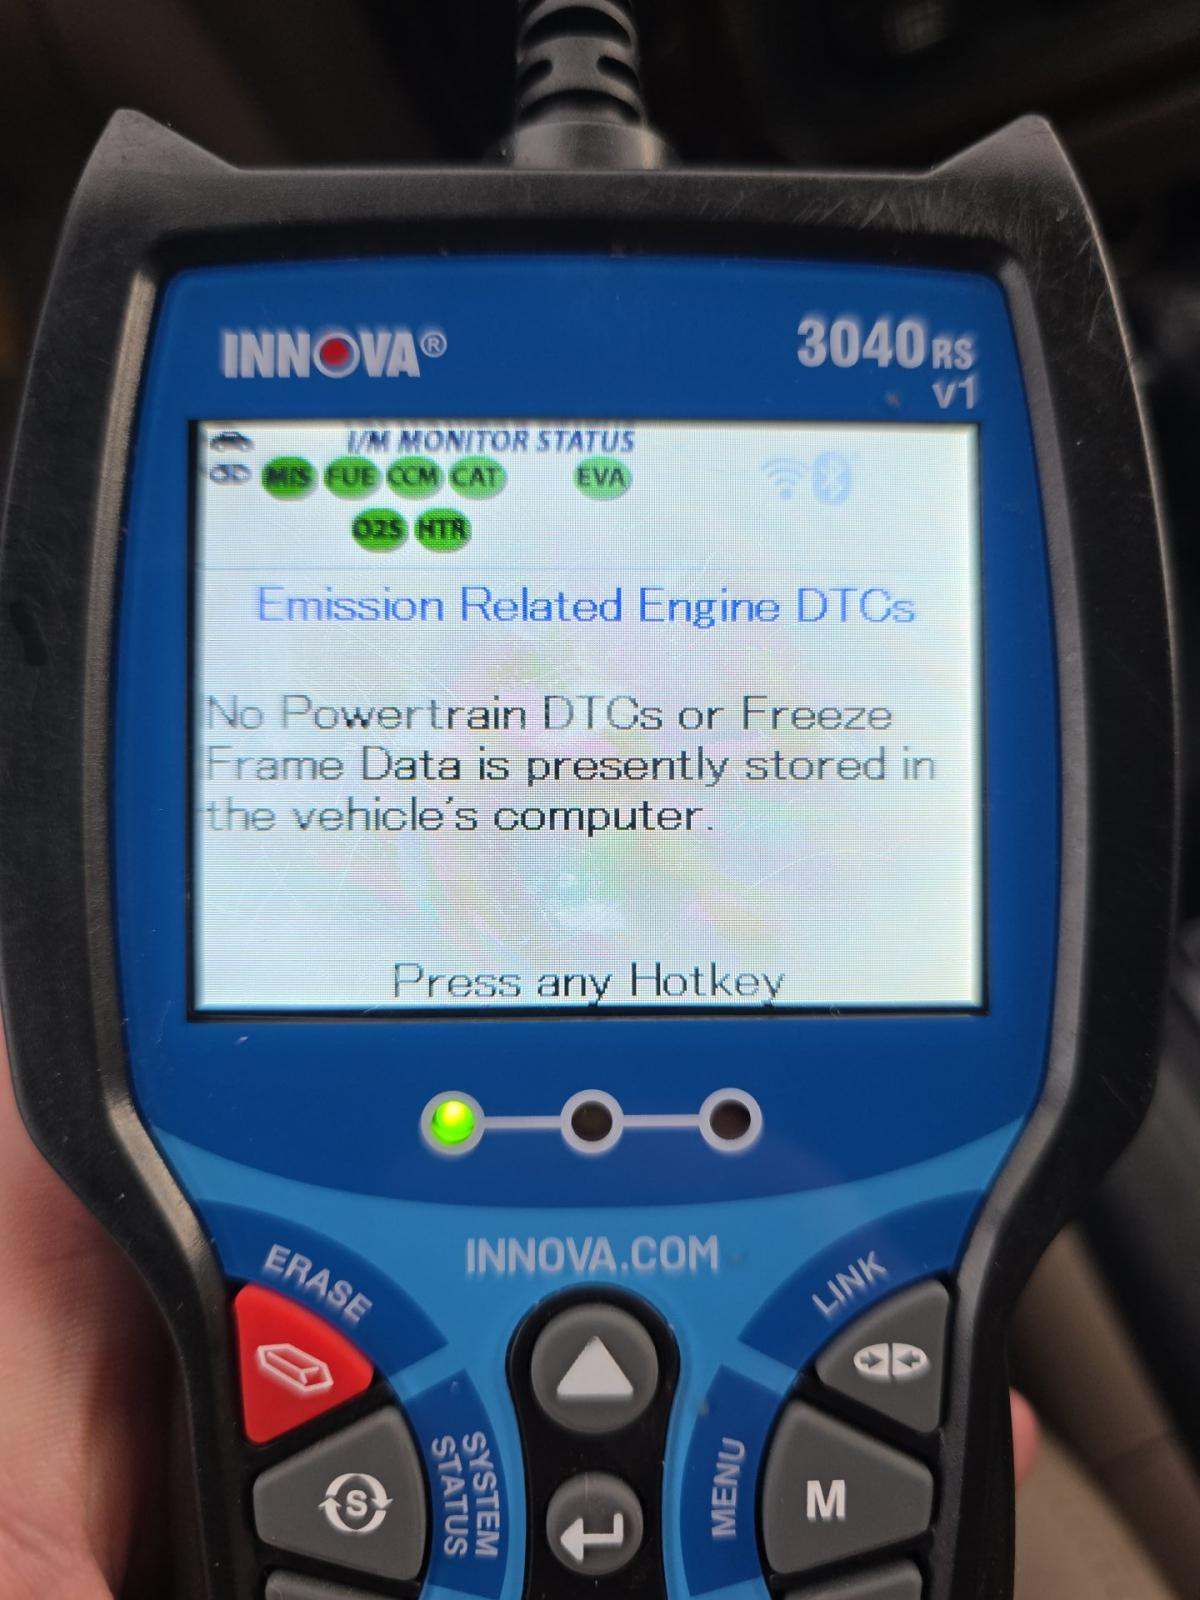 INNOVA®
3040RS
v1
I/M MONITOR STATUS
MIS FUE CCM CAT EVA
O2S HTR
Emission Related Engine DTCs
No Powertrain DTCs or Freeze
Frame Data is presently stored in
the vehicle's computer.
Press any Hotkey
INNOVA.COM
ERASE
LINK
SYSTEM
STATUS
S
MENU
M